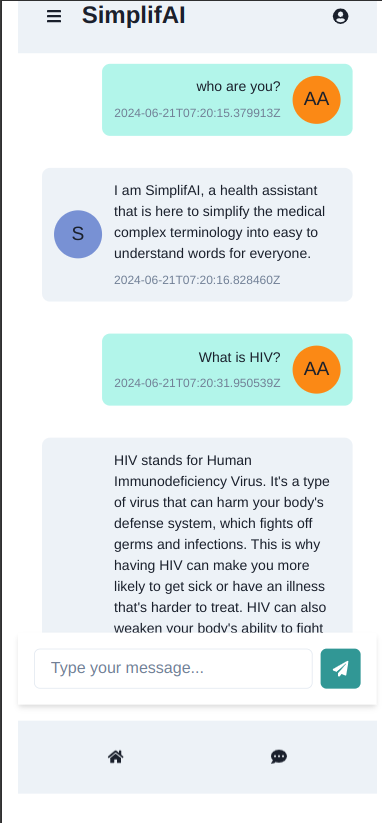 SimplifAI
who are you?
AA
2024-06-21T07:20:15.379913Z
I am SimplifAI, a health assistant
that is here to simplify the medical
complex terminology into easy to
understand words for everyone.
S
2024-06-21T07:20:16.828460Z
What is HIV?
AA
2024-06-21T07:20:31.950539Z
HIV stands for Human
Immunodeficiency Virus. It's a type
of virus that can harm your body's
defense system, which fights off
germs and infections. This is why
having HIV can make you more
likely to get sick or have an illness
that's harder to treat. HIV can also
weaken your body's ability to fight
Type your message...